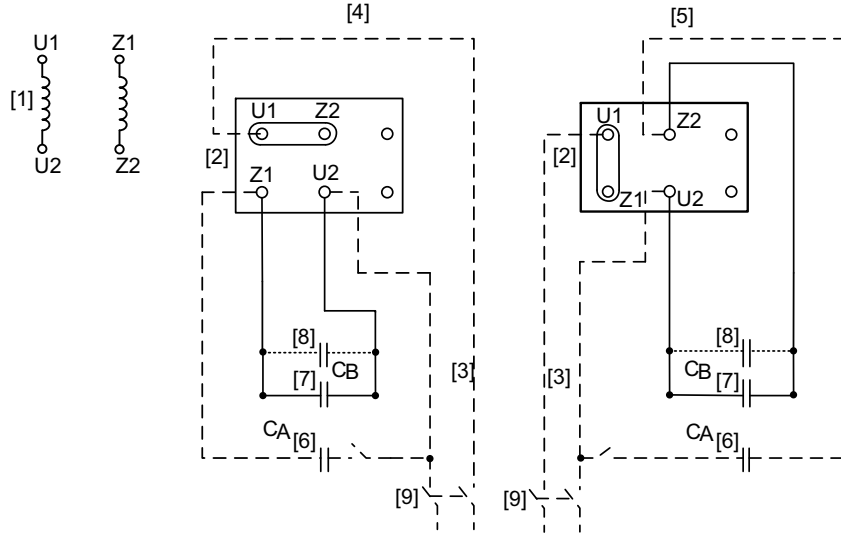 [4]
[5]
U1 Z1
[1]
U2 Z2
U1 Z2
[2]
Z1 U2
U1 Z2
[2]
Z1 U2
[8]
CB
[7]
[3]
CA [6]
[9]
[8]
CB
[7]
[3]
CA [6]
[9]